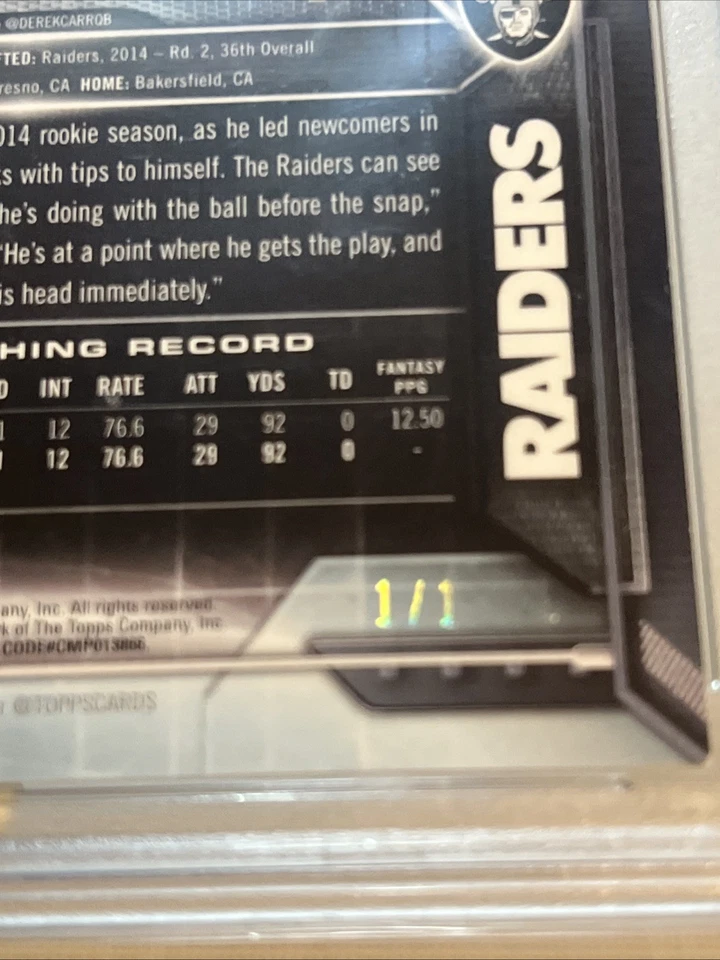 @DEREKCARRQB
TED: Raiders, 2014 – Rd. 2, 36th Overall
resno, CA HOME: Bakersfield, CA
014 rookie season, as he led newcomers in
s with tips to himself. The Raiders can see
he's doing with the ball before the snap,"
"He's at a point where he gets the play, and
is head immediately."
HING RECORD
D INT RATE ATT YDS TD FANTASY PPG
1 12 76.6 29 92 0 12.50
1 12 76.6 29 92 0 -
RAIDERS
1/1
any, Inc. All rights reserved.
k of The Topps Company, Inc.
CODE#CMP013866
@TOPPSCARDS